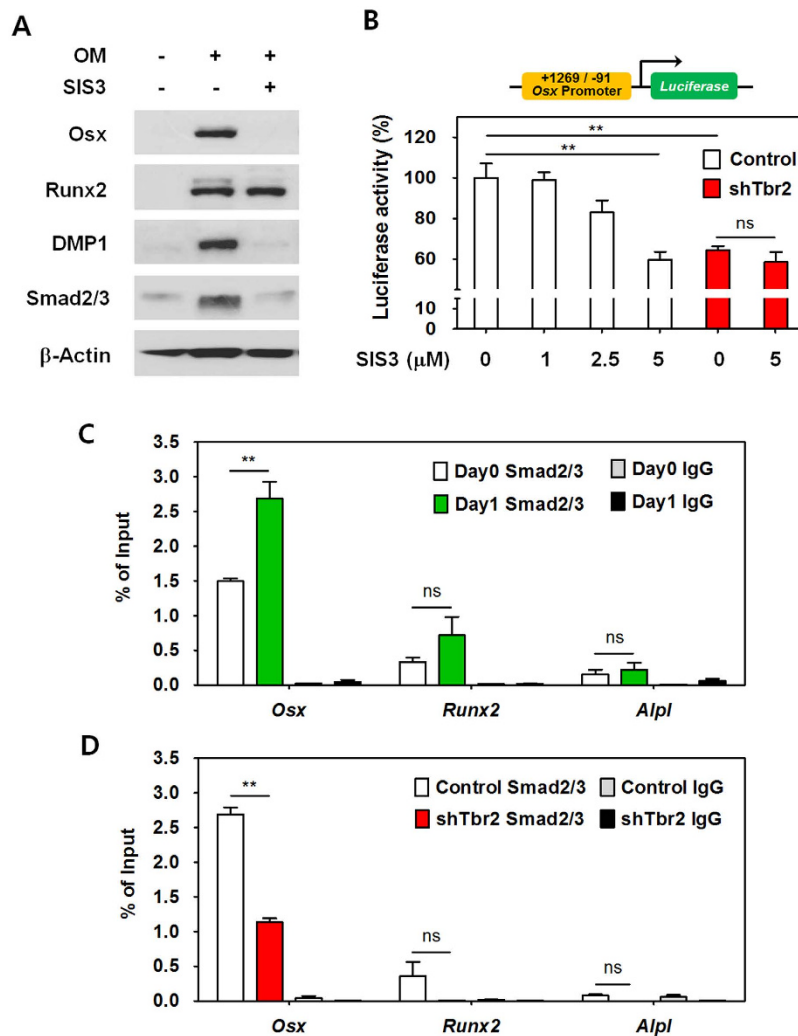 A
OM - + +
SIS3 - - +
Osx
Runx2
DMP1
Smad2/3
β-Actin
B
+1269 / -91
Osx Promoter
Luciferase
Luciferase activity (%)
120
100
80
60
10
0
**
**
ns
Control
shTbr2
SIS3 (μM) 0 1 2.5 5 0 5
C
% of Input
3.5
3.0
2.5
2.0
1.5
1.0
0.5
0.0
**
ns
ns
Day0 Smad2/3 Day0 IgG
Day1 Smad2/3 Day1 IgG
Osx Runx2 Alpl
D
% of Input
3.5
3.0
2.5
2.0
1.5
1.0
0.5
0.0
**
ns
ns
Control Smad2/3 Control IgG
shTbr2 Smad2/3 shTbr2 IgG
Osx Runx2 Alpl